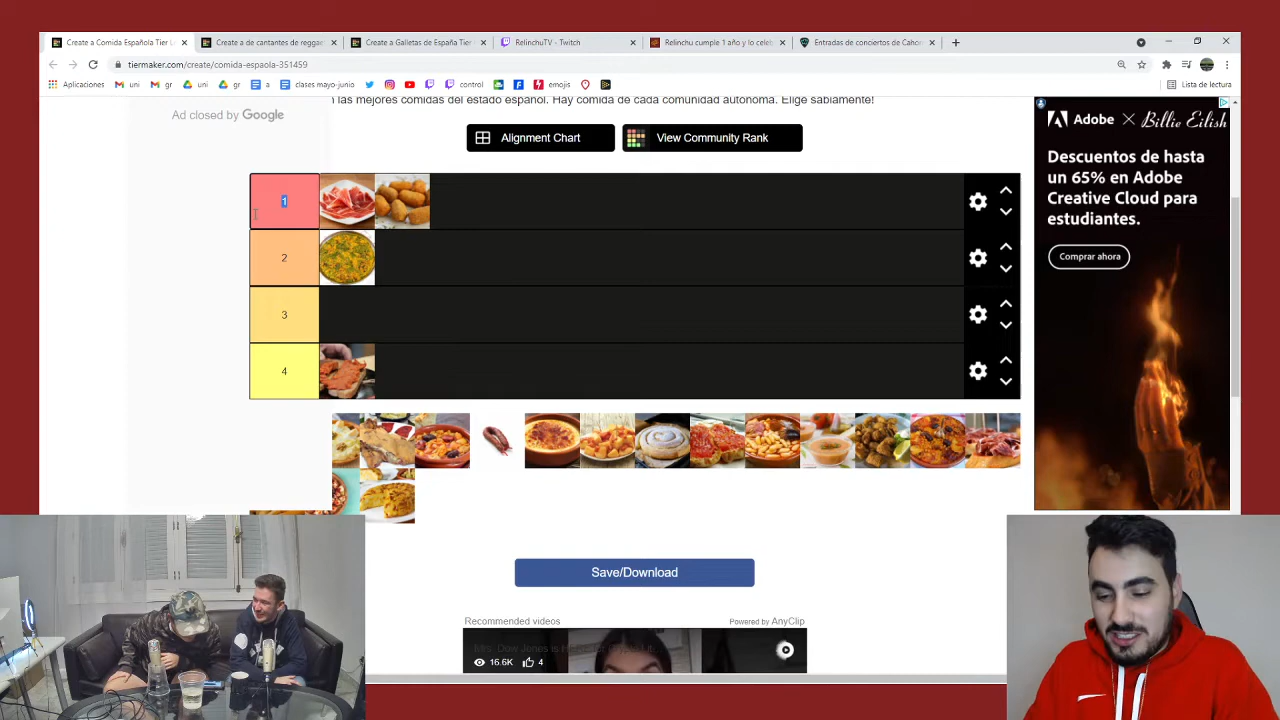 Create a Comida Española Tier L
Create a de cantantes de reggae
Create a Galletas de España Tier
RelinchuTV - Twitch
Relinchu cumple 1 año y lo celeb
Entradas de conciertos de Cahor
tiermaker.com/create/comida-espaola-351459
Aplicaciones
uni
gr
uni
gr
a
clases mayo-junio
control
emojis
Lista de lectura
n las mejores comidas del estado español. Hay comida de cada comunidad autonoma. Elige sabiamente!
Ad closed by Google
Alignment Chart
View Community Rank
1
2
3
4
Adobe × Billie Eilish
Descuentos de hasta
un 65% en Adobe
Creative Cloud para
estudiantes.
Comprar ahora
Save/Download
Recommended videos
Powered by AnyClip
16.6K
4